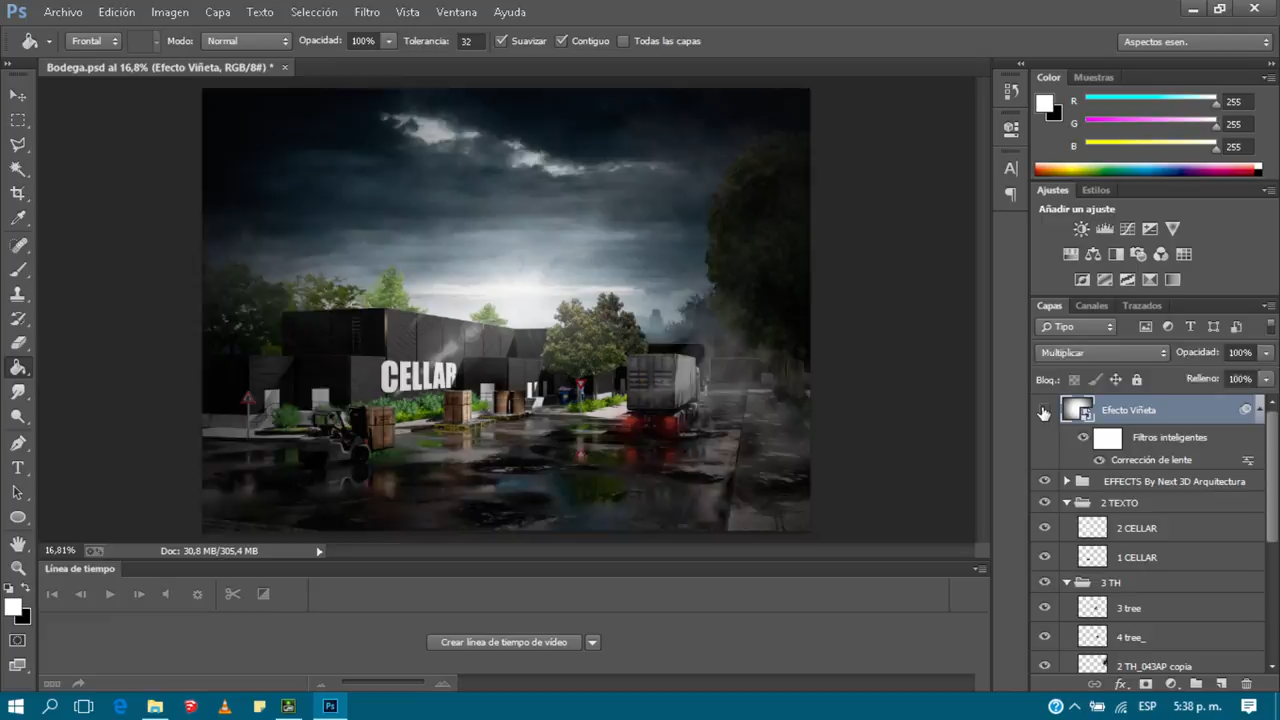 Ps Archivo Edición Imagen Capa Texto Selección Filtro Vista Ventana Ayuda
Frontal Modo: Normal Opacidad: 100% Tolerancia: 32 Suavizar Contiguo Todas las capas Aspectos esen.
Bodega.psd al 16,8% (Efecto Viñeta, RGB/8#) *
Color Muestras
R 255
G 255
B 255
Ajustes Estilos
Añadir un ajuste
Capas Canales Trazados
Tipo
Multiplicar Opacidad: 100%
Bloq.: Relleno: 100%
Efecto Viñeta
Filtros inteligentes
Corrección de lente
EFFECTS By Next 3D Arquitectura
2 TEXTO
2 CELLAR
1 CELLAR
3 TH
3 tree
4 tree_
2 TH_043AP copia
CELLAR
16,81% Doc: 30,8 MB/305,4 MB
Línea de tiempo
Crear línea de tiempo de vídeo
Ps ESP 5:38 p. m.